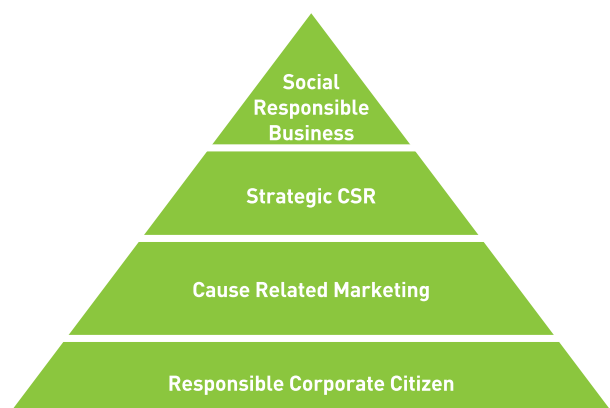 Social
Responsible
Business
Strategic CSR
Cause Related Marketing
Responsible Corporate Citizen